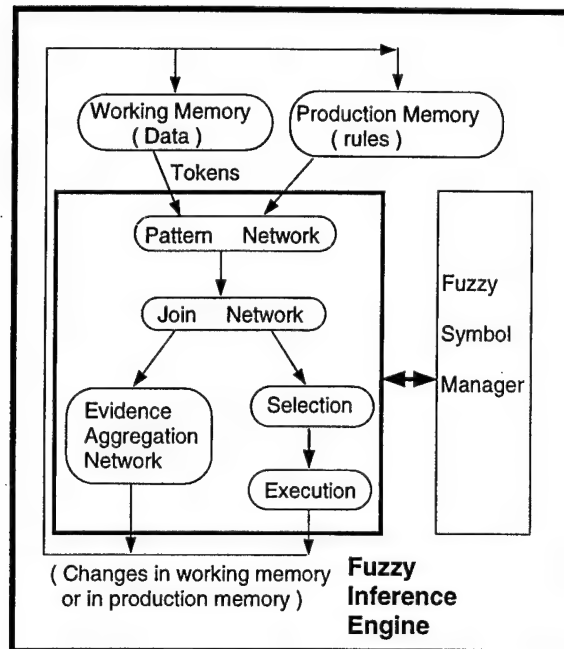 Working Memory
( Data )
Production Memory
( rules )
Tokens
Pattern Network
Join Network
Evidence
Aggregation
Network
Selection
Execution
Fuzzy
Symbol
Manager
( Changes in working memory
or in production memory )
Fuzzy
Inference
Engine